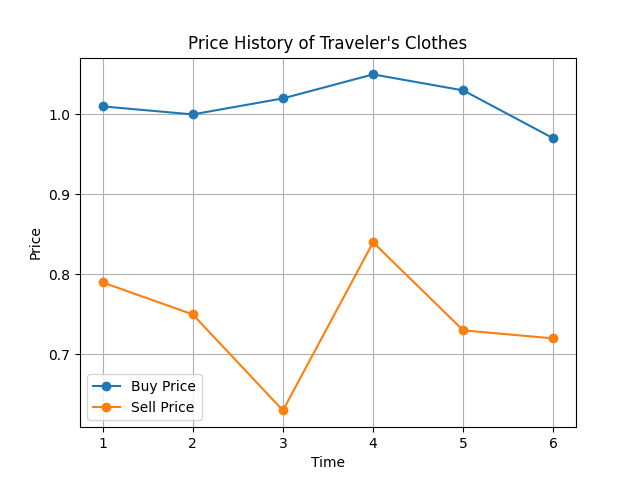 Price History of Traveler's Clothes
Price
1.0
0.9
0.8
0.7
Buy Price
Sell Price
1 2 3 4 5 6
Time